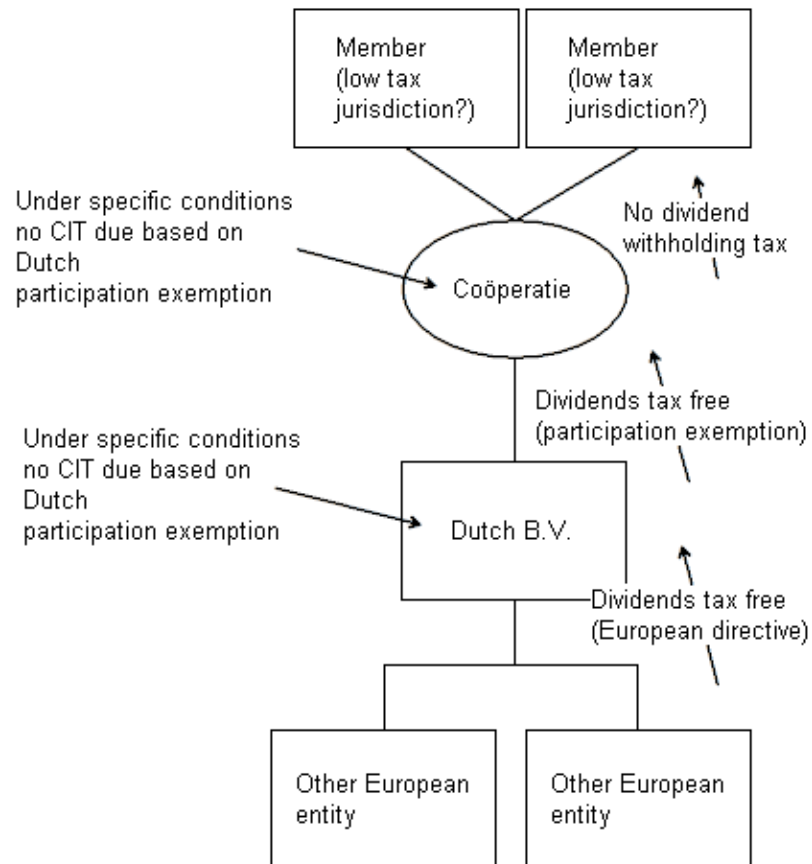 Member
(low tax
jurisdiction?)
Member
(low tax
jurisdiction?)
Under specific conditions
no CIT due based on
Dutch
participation exemption
No dividend
withholding tax
Coöperatie
Dividends tax free
(participation exemption)
Under specific conditions
no CIT due based on
Dutch
participation exemption
Dutch B.V.
Dividends tax free
(European directive)
Other European
entity
Other European
entity